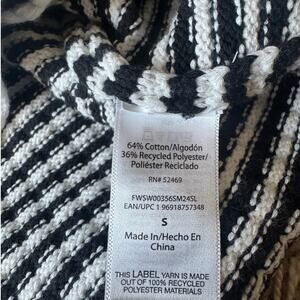 64% Cotton/Algodón
36% Recycled Polyester/
Poliéster Reciclado
RN# 52469
FWSW00356SM24SL
EAN/UPC 1 96918757348
S
Made In/Hecho En
China
THIS LABEL YARN IS MADE
OUT OF 100% RECYCLED
POLYESTER MATERIALS